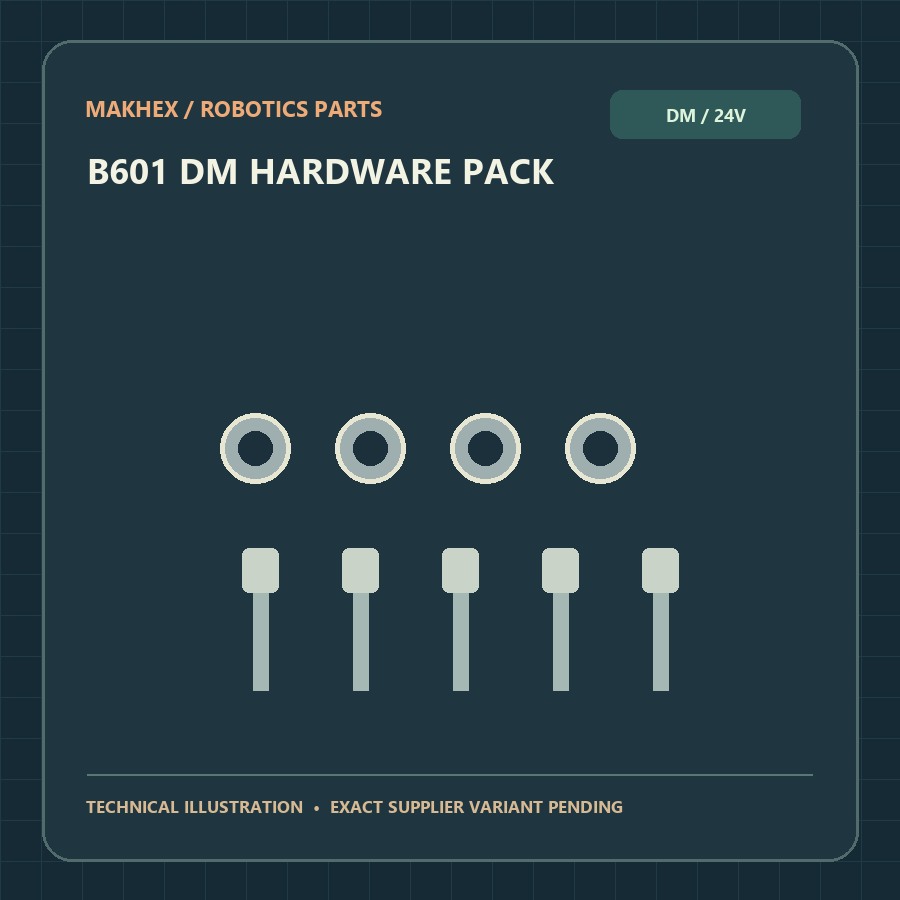 MAKHEX / ROBOTICS PARTS
DM / 24V
B601 DM HARDWARE PACK
TECHNICAL ILLUSTRATION • EXACT SUPPLIER VARIANT PENDING